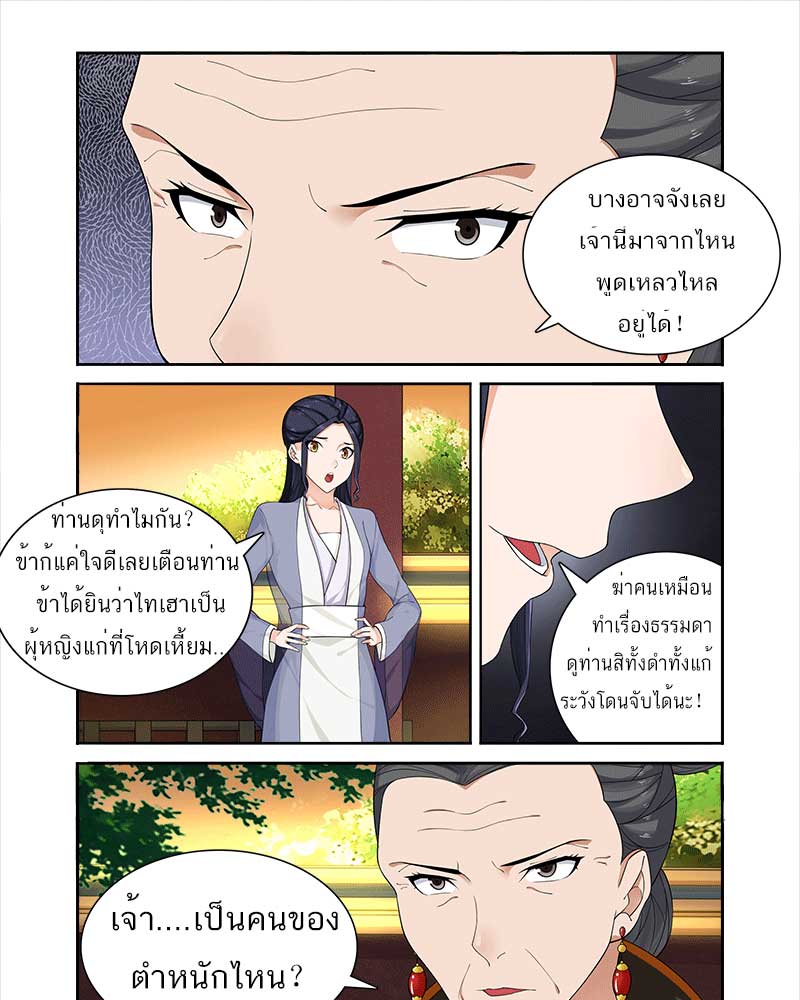 บางอาจจังเลย
เจ้านี่มาจากไหน
พูดเหลวไหล
อยู่ได้!
ท่านดุทำไมกัน?
ข้าก็แค่ใจดีเลยเตือนท่าน
ข้าได้ยินว่าไทเฮาเป็น
ผุ้หญิงแก่ที่โหดเหี้ยม..
ฆ่าคนเหมือน
ทำเรื่องธรรมดา
ดูท่านสิทั้งดำทั้งแก่
ระวังโดนจับได้นะ!
เจ้า....เป็นคนของ
ตำหนักไหน?